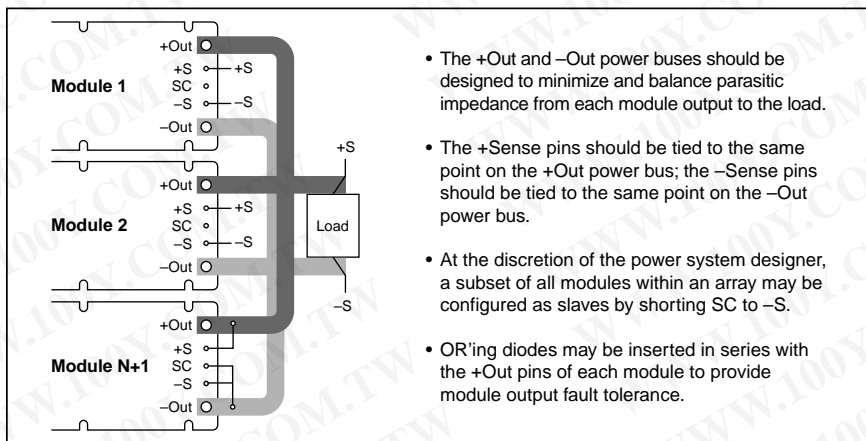 +Out
+S
+S
Module 1
SC
–S
–S
–Out
+Out
+S
+S
Module 2
SC
–S
–S
–Out
+Out
+S
Module N+1
SC
–S
–Out
+S
Load
–S
• The +Out and –Out power buses should be
designed to minimize and balance parasitic
impedance from each module output to the load.
• The +Sense pins should be tied to the same
point on the +Out power bus; the –Sense pins
should be tied to the same point on the –Out
power bus.
• At the discretion of the power system designer,
a subset of all modules within an array may be
configured as slaves by shorting SC to –S.
• OR'ing diodes may be inserted in series with
the +Out pins of each module to provide
module output fault tolerance.
WWW.100Y.COM.TW